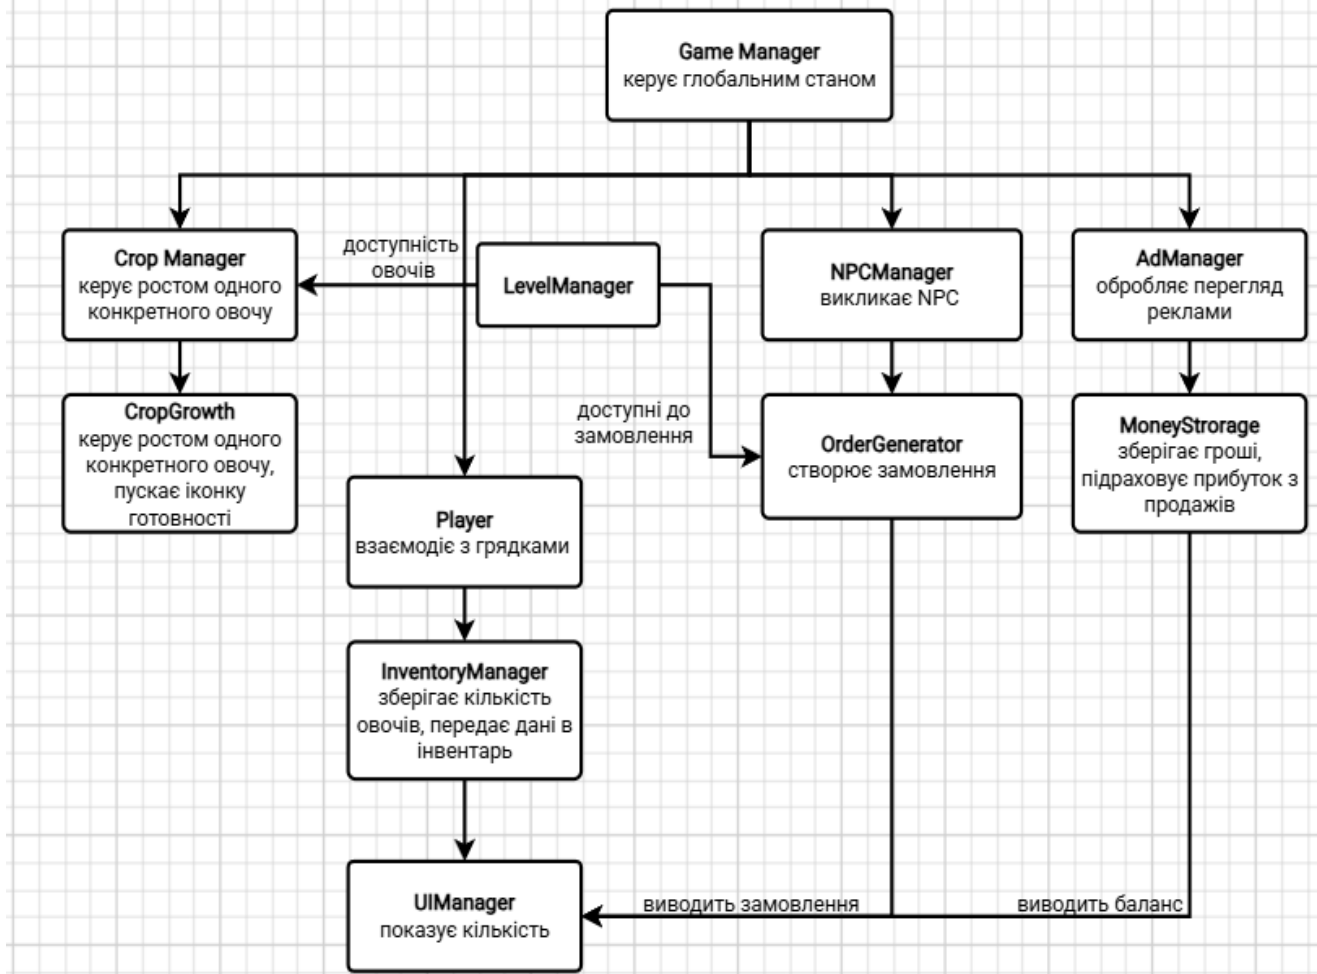 Game Manager
керує глобальним станом
Crop Manager
керує ростом одного
конкретного овочу
доступність
овочів
LevelManager
NPCManager
викликає NPC
AdManager
обробляє перегляд
реклами
CropGrowth
керує ростом одного
конкретного овочу,
пускає іконку
готовності
доступні до
замовлення
OrderGenerator
створює замовлення
MoneyStrorage
зберігає гроші,
підраховує прибуток з
продажів
Player
взаємодіє з грядками
InventoryManager
зберігає кількість
овочів, передає дані в
інвентарь
UIManager
показує кількість
виводить замовлення
виводить баланс